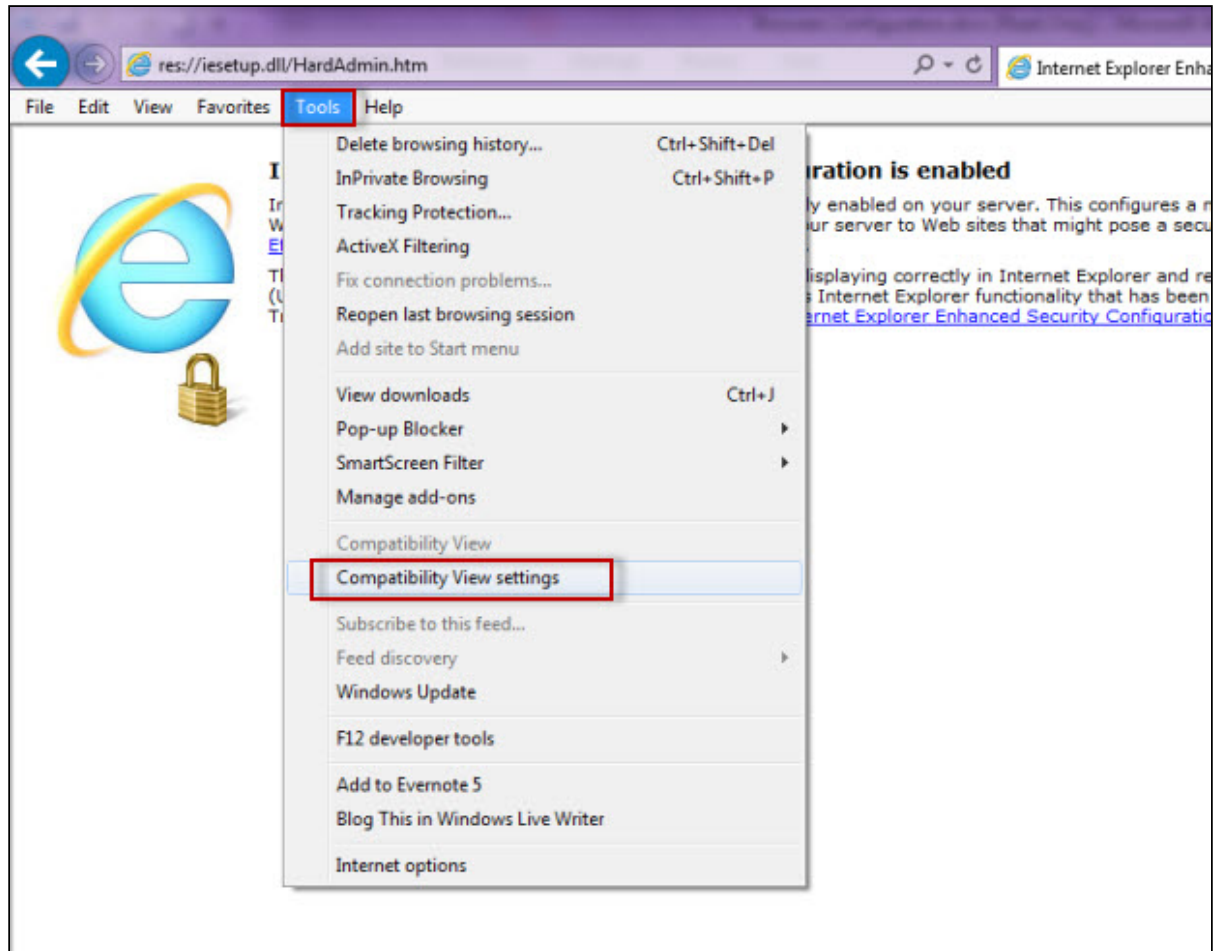 res://iesetup.dll/HardAdmin.htm
Internet Explorer Enha
File Edit View Favorites Tools Help
Delete browsing history... Ctrl+Shift+Del
InPrivate Browsing Ctrl+Shift+P
Tracking Protection...
ActiveX Filtering
Fix connection problems...
Reopen last browsing session
Add site to Start menu
View downloads Ctrl+J
Pop-up Blocker
SmartScreen Filter
Manage add-ons
Compatibility View
Compatibility View settings
Subscribe to this feed...
Feed discovery
Windows Update
F12 developer tools
Add to Evernote 5
Blog This in Windows Live Writer
Internet options
I
In
W
Ef
Th
(U
Tr
uration is enabled
ly enabled on your server. This configures a n
ur server to Web sites that might pose a secu
displaying correctly in Internet Explorer and re
s Internet Explorer functionality that has been
ernet Explorer Enhanced Security Configuratio